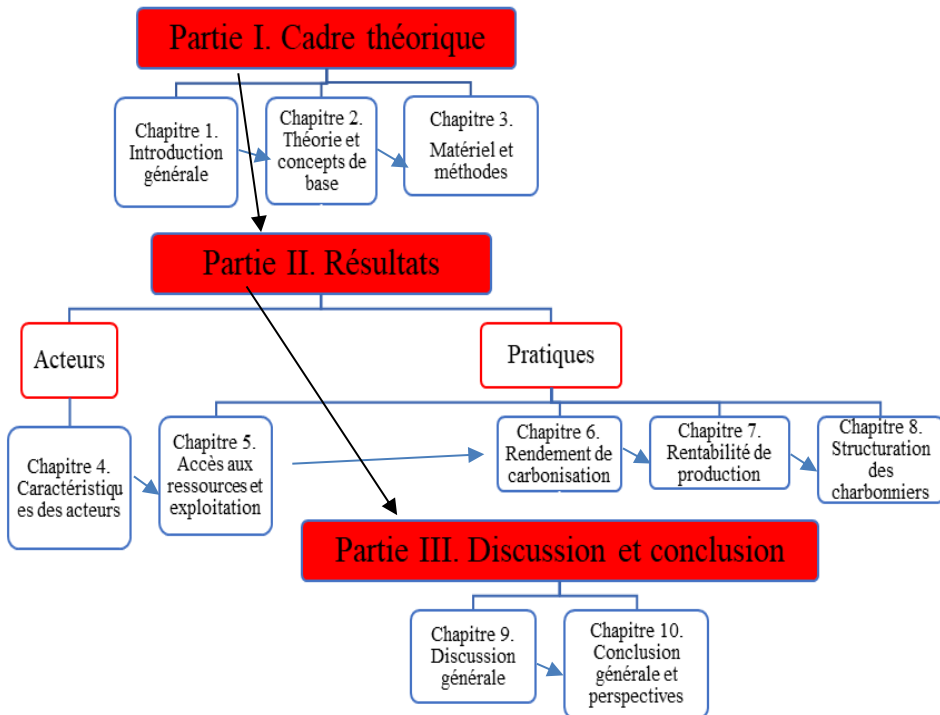 Partie I. Cadre théorique
Chapitre 1.
Introduction
générale
Chapitre 2.
Théorie et
concepts de
base
Chapitre 3.
Matériel et
méthodes
Partie II. Résultats
Acteurs
Pratiques
Chapitre 4.
Caractéristiqu
es des acteurs
Chapitre 5.
Accès aux
ressources et
exploitation
Chapitre 6.
Rendement de
carbonisation
Chapitre 7.
Rentabilité de
production
Chapitre 8.
Structuration
des
charbonniers
Partie III. Discussion et conclusion
Chapitre 9.
Discussion
générale
Chapitre 10.
Conclusion
générale et
perspectives